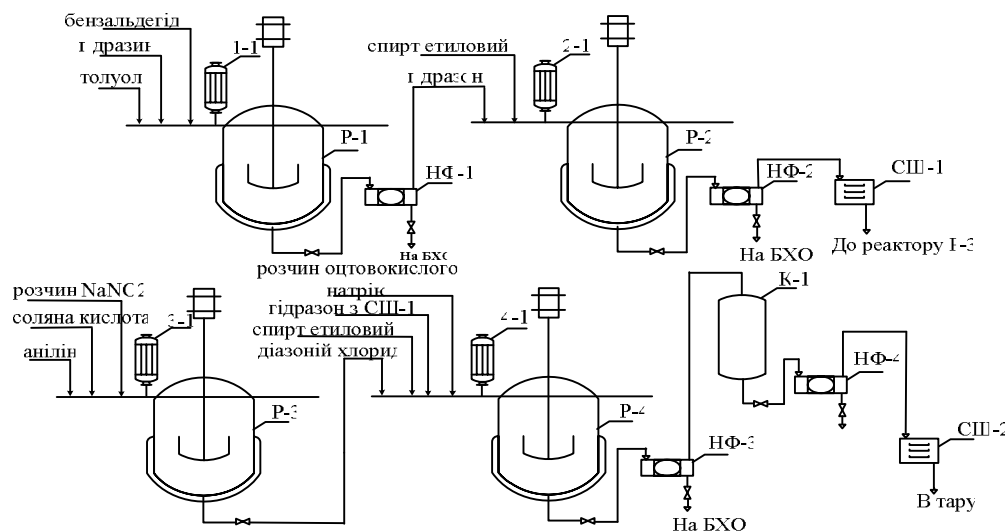 бензальдегід
гідразин
толуол
1-1
Р-1
НФ-1
На БХО
спирт етиловий
гідразон
2-1
Р-2
НФ-2
На БХО
СШ-1
До реактору Р-3
розчин NaNO2
соляна кислота
анілін
3-1
Р-3
розчин оцтовокислого
натрію
гідразон з СШ-1
спирт етиловий
діазоній хлорид
4-1
Р-4
НФ-3
На БХО
К-1
НФ-4
СШ-2
В тару